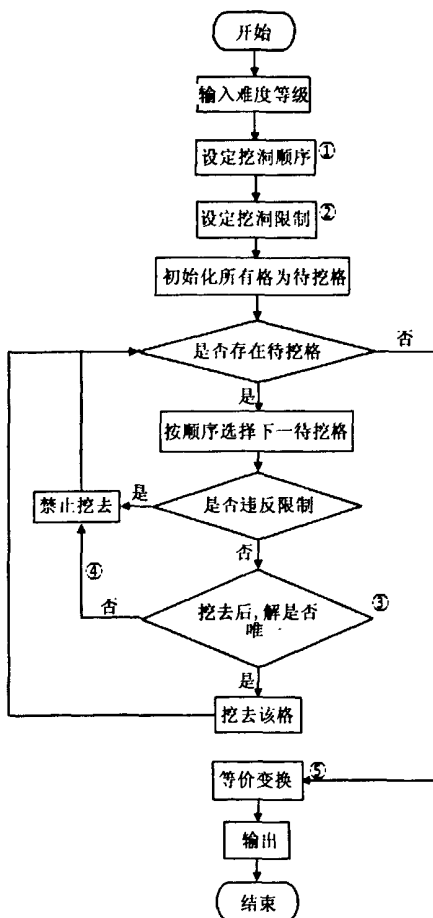 开始
输入难度等级
设定挖洞顺序 ①
设定挖洞限制 ②
初始化所有格为待挖格
是否存在待挖格
否
是
按顺序选择下一待挖格
是否违反限制
是
禁止挖去
否
④
挖去后,解是否
唯一
③
否
是
挖去该格
等价变换 ⑤
输出
结束